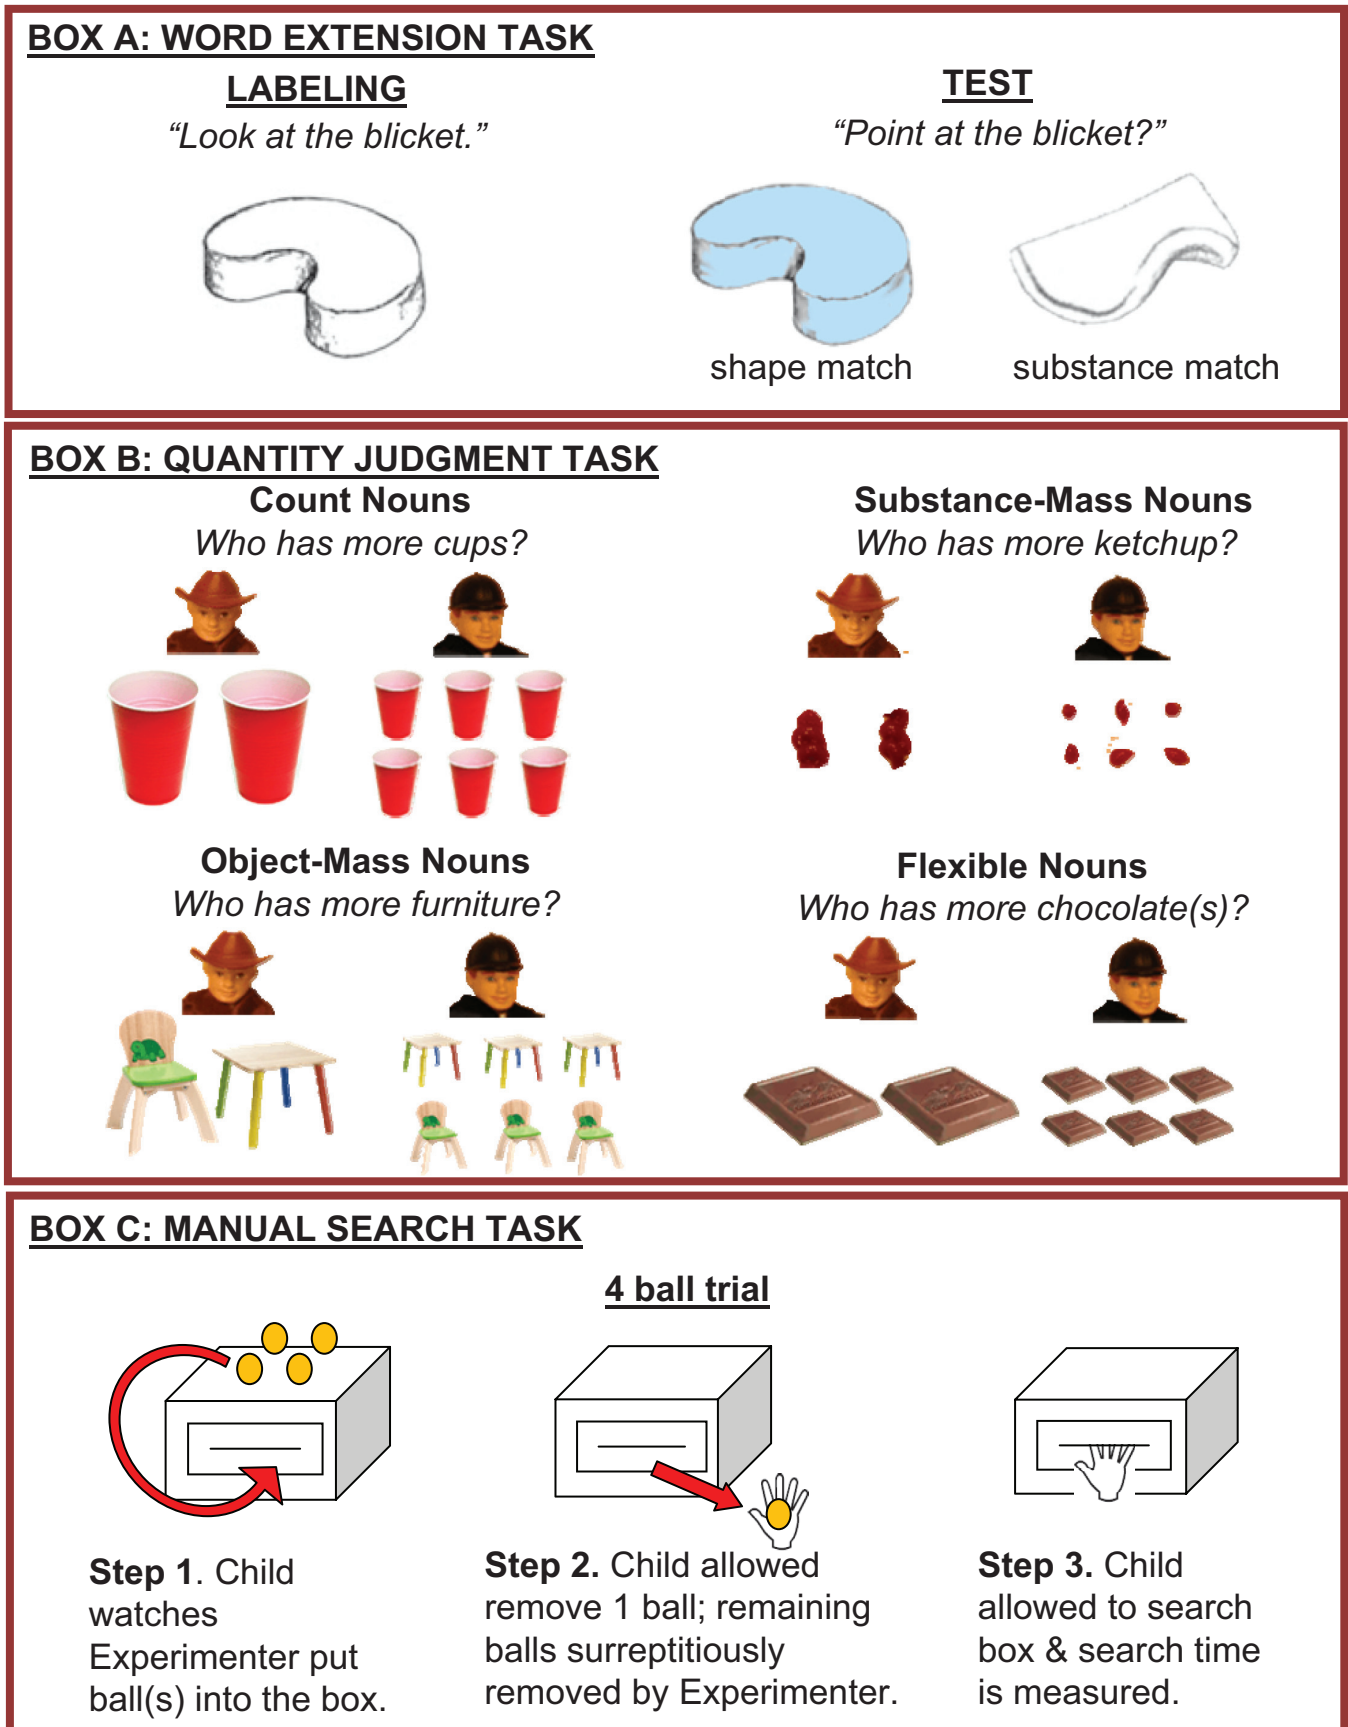 BOX A: WORD EXTENSION TASK
LABELING
“Look at the blicket.”
TEST
“Point at the blicket?”
shape match
substance match
BOX B: QUANTITY JUDGMENT TASK
Count Nouns
Who has more cups?
Substance-Mass Nouns
Who has more ketchup?
Object-Mass Nouns
Who has more furniture?
Flexible Nouns
Who has more chocolate(s)?
BOX C: MANUAL SEARCH TASK
4 ball trial
Step 1. Child
watches
Experimenter put
ball(s) into the box.
Step 2. Child allowed
remove 1 ball; remaining
balls surreptitiously
removed by Experimenter.
Step 3. Child
allowed to search
box & search time
is measured.